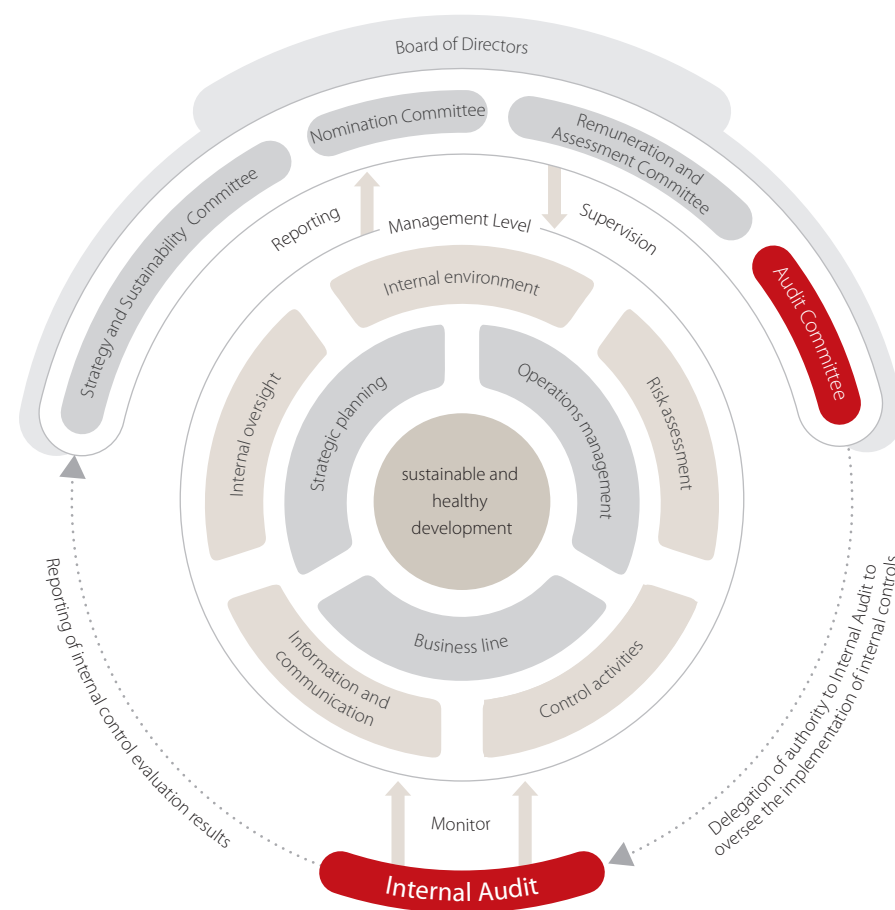 Board of Directors
Nomination Committee
Remuneration and
Assessment Committee
Strategy and Sustainability Committee
Audit Committee
Reporting
Management Level
Supervision
Internal environment
Internal oversight
Risk assessment
Strategic planning
Operations management
sustainable and
healthy
development
Business line
Information and
communication
Control activities
Reporting of internal control evaluation results
Delegation of authority to Internal Audit to
oversee the implementation of internal controls
Monitor
Internal Audit